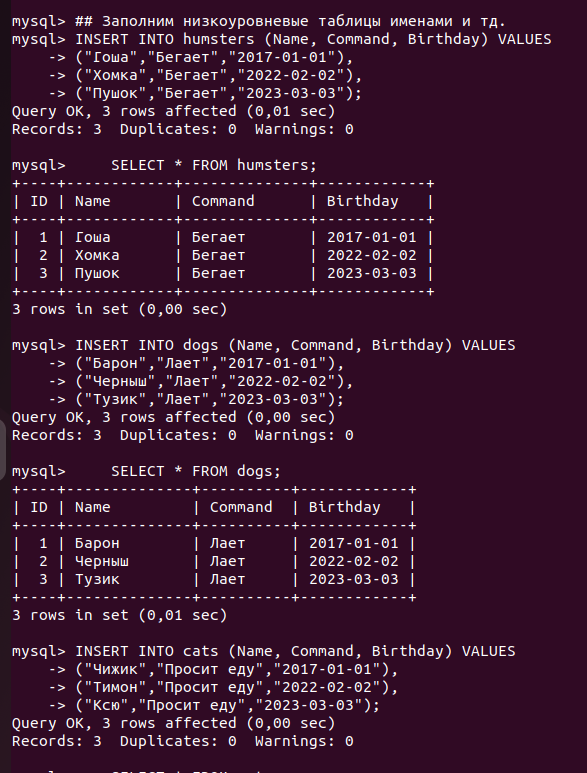 mysql> ## Заполним низкоуровневые таблицы именами и тд.
mysql> INSERT INTO humsters (Name, Command, Birthday) VALUES
    -> ("Гоша","Бегает","2017-01-01"),
    -> ("Хомка","Бегает","2022-02-02"),
    -> ("Пушок","Бегает","2023-03-03");
Query OK, 3 rows affected (0,01 sec)
Records: 3  Duplicates: 0  Warnings: 0
mysql>     SELECT * FROM humsters;
+----+------------+--------------+------------+
| ID | Name       | Command      | Birthday   |
+----+------------+--------------+------------+
|  1 | Гоша       | Бегает       | 2017-01-01 |
|  2 | Хомка      | Бегает       | 2022-02-02 |
|  3 | Пушок      | Бегает       | 2023-03-03 |
+----+------------+--------------+------------+
3 rows in set (0,00 sec)
mysql> INSERT INTO dogs (Name, Command, Birthday) VALUES
    -> ("Барон","Лает","2017-01-01"),
    -> ("Черныш","Лает","2022-02-02"),
    -> ("Тузик","Лает","2023-03-03");
Query OK, 3 rows affected (0,00 sec)
Records: 3  Duplicates: 0  Warnings: 0
mysql>     SELECT * FROM dogs;
+----+--------------+----------+------------+
| ID | Name         | Command  | Birthday   |
+----+--------------+----------+------------+
|  1 | Барон        | Лает     | 2017-01-01 |
|  2 | Черныш       | Лает     | 2022-02-02 |
|  3 | Тузик        | Лает     | 2023-03-03 |
+----+--------------+----------+------------+
3 rows in set (0,01 sec)
mysql> INSERT INTO cats (Name, Command, Birthday) VALUES
    -> ("Чижик","Просит еду","2017-01-01"),
    -> ("Тимон","Просит еду","2022-02-02"),
    -> ("Ксю","Просит еду","2023-03-03");
Query OK, 3 rows affected (0,00 sec)
Records: 3  Duplicates: 0  Warnings: 0